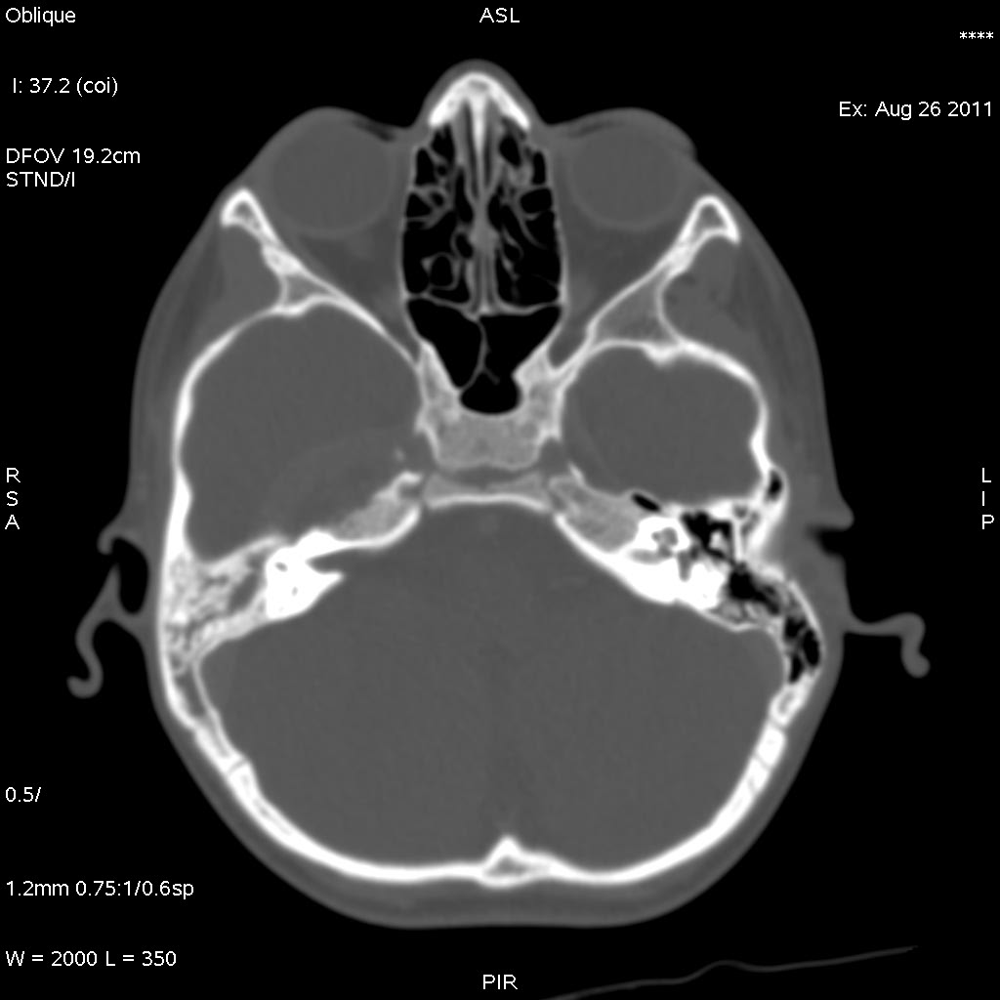 Oblique
ASL
****
I: 37.2 (coi)
Ex: Aug 26 2011
DFOV 19.2cm
STND/I
R
S
A
L
I
P
0.5/
1.2mm 0.75:1/0.6sp
W = 2000 L = 350
PIR